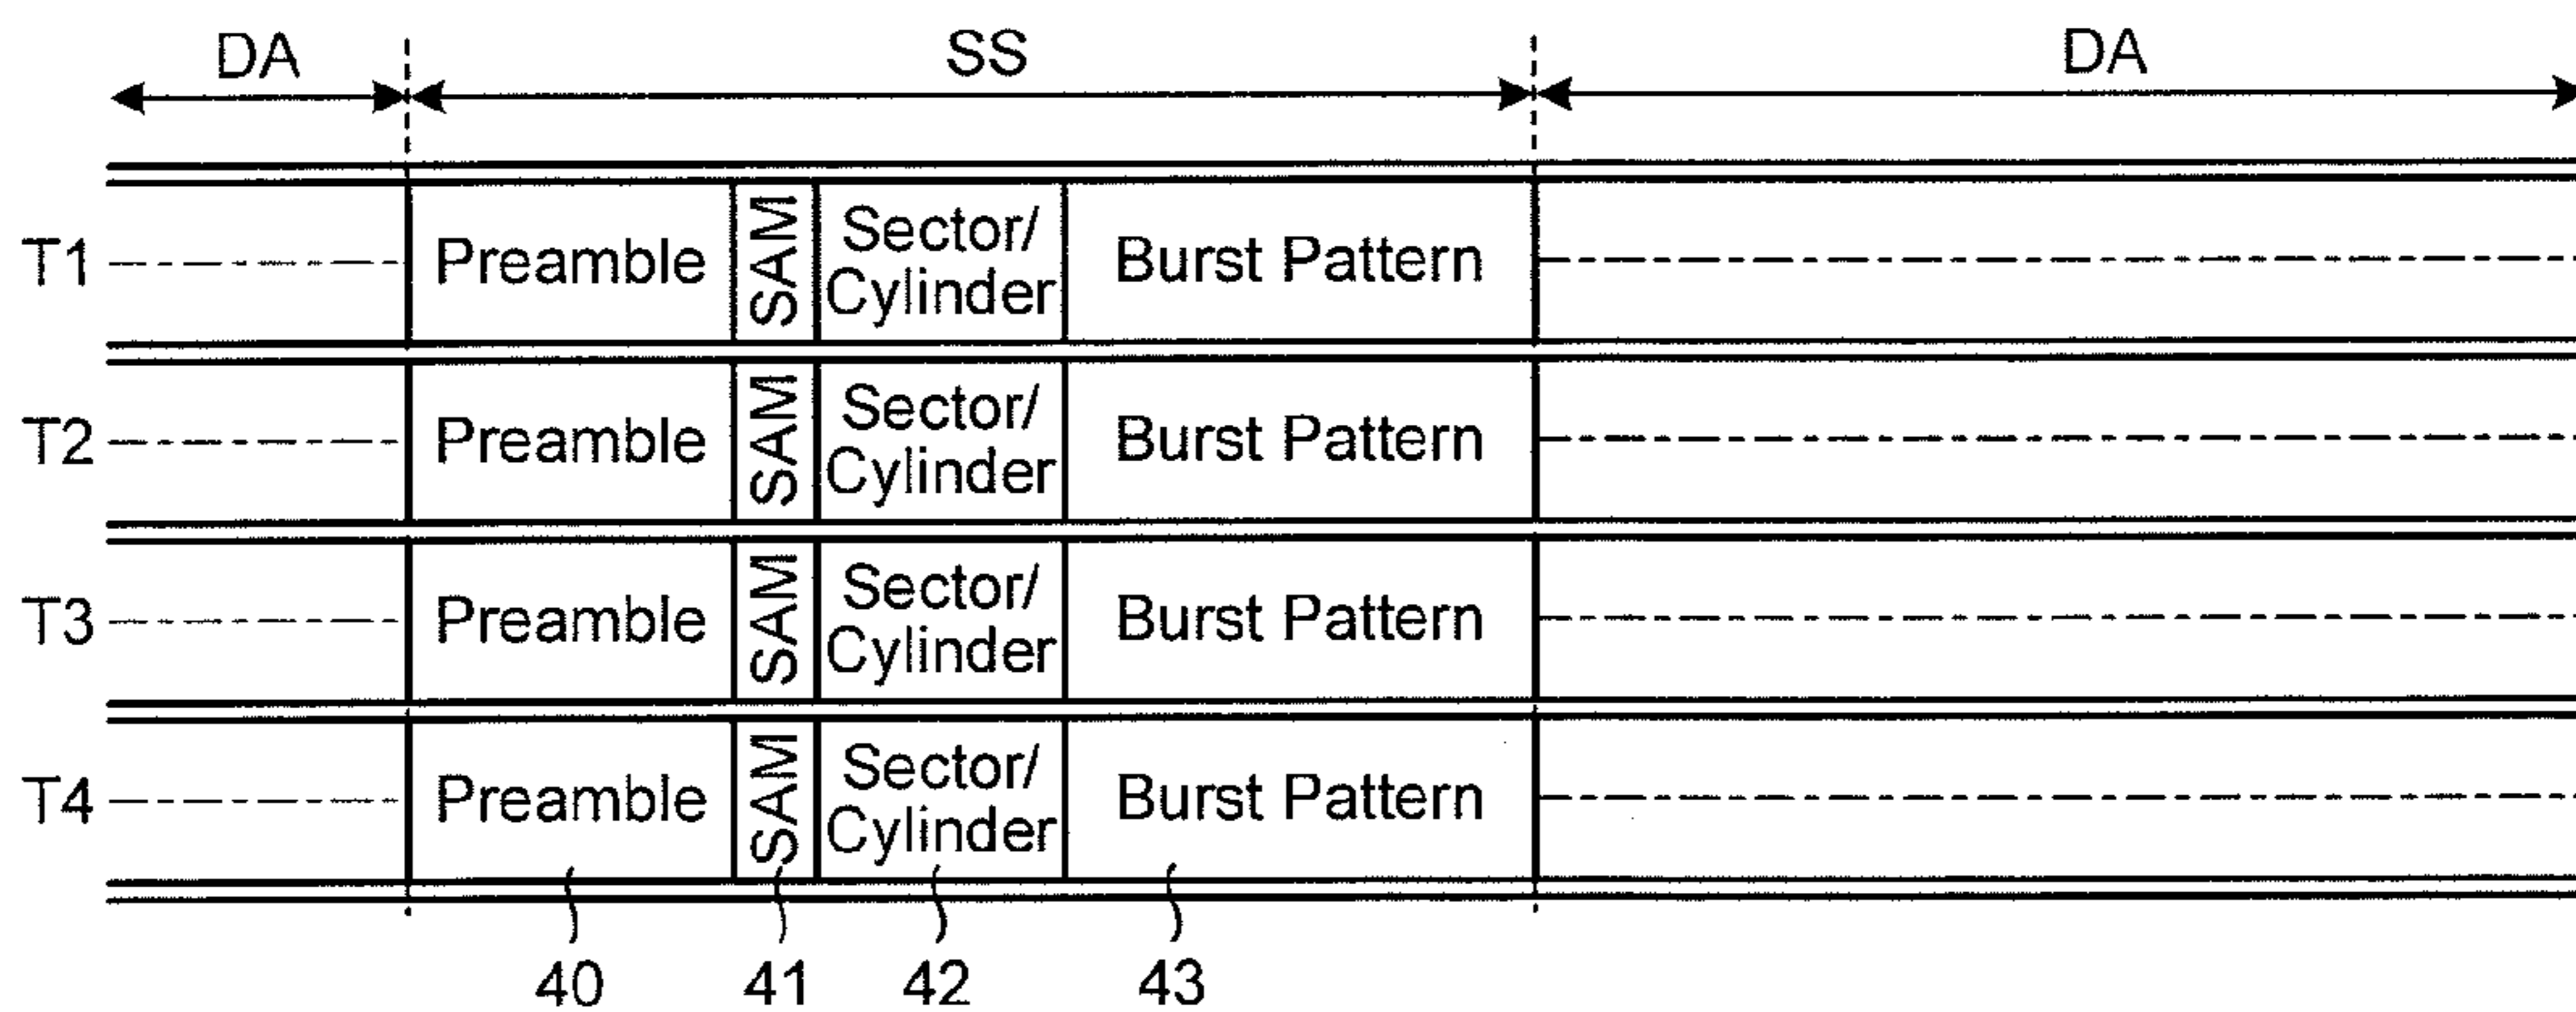 DA SS DA
T1 Preamble SAM Sector/ Cylinder Burst Pattern
T2 Preamble SAM Sector/ Cylinder Burst Pattern
T3 Preamble SAM Sector/ Cylinder Burst Pattern
T4 Preamble SAM Sector/ Cylinder Burst Pattern
40 41 42 43